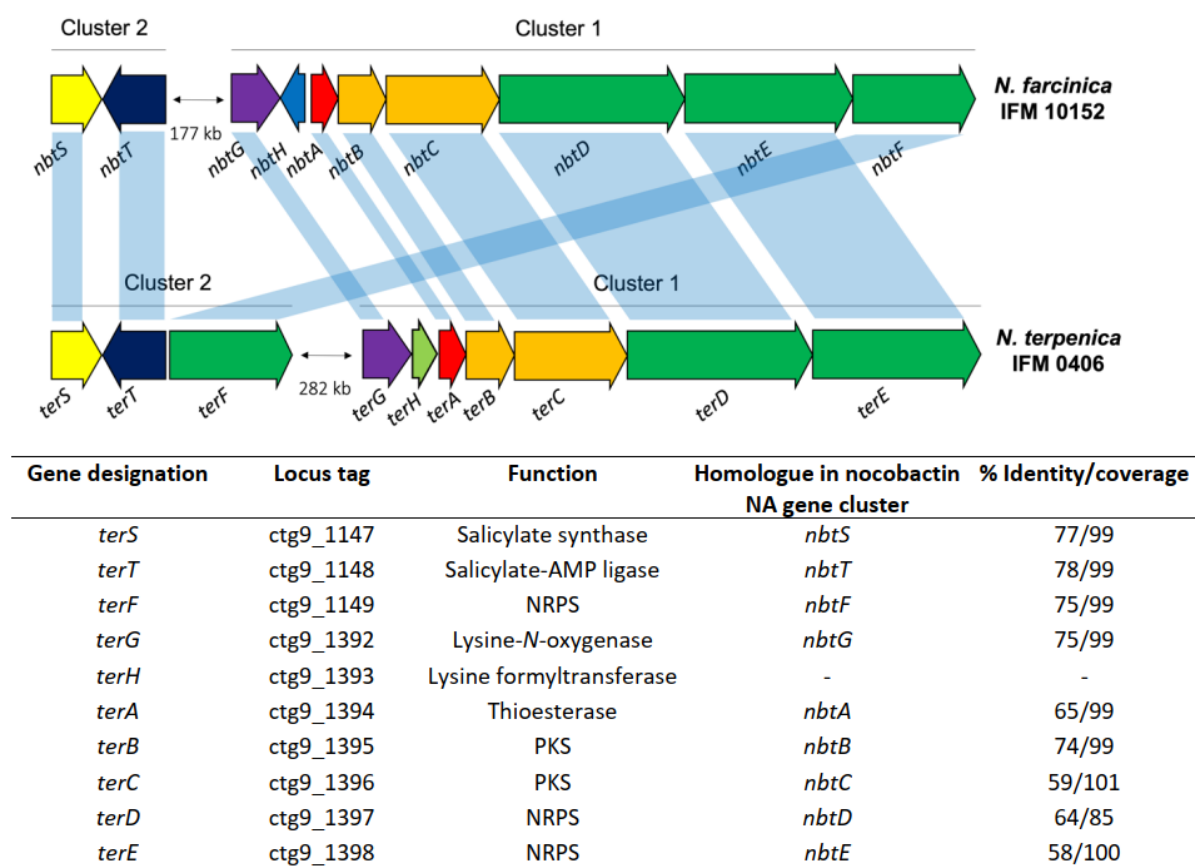 Cluster 2
Cluster 1
N. farcinica
IFM 10152
177 kb
nbtS
nbtT
nbtG
nbtH
nbtA
nbtB
nbtC
nbtD
nbtE
nbtF
Cluster 2
Cluster 1
N. terpenica
IFM 0406
282 kb
terS
terT
terF
terG
terH
terA
terB
terC
terD
terE
Gene designation Locus tag Function Homologue in nocobactin % Identity/coverage
NA gene cluster
terS ctg9_1147 Salicylate synthase nbtS 77/99
terT ctg9_1148 Salicylate-AMP ligase nbtT 78/99
terF ctg9_1149 NRPS nbtF 75/99
terG ctg9_1392 Lysine-N-oxygenase nbtG 75/99
terH ctg9_1393 Lysine formyltransferase - -
terA ctg9_1394 Thioesterase nbtA 65/99
terB ctg9_1395 PKS nbtB 74/99
terC ctg9_1396 PKS nbtC 59/101
terD ctg9_1397 NRPS nbtD 64/85
terE ctg9_1398 NRPS nbtE 58/100